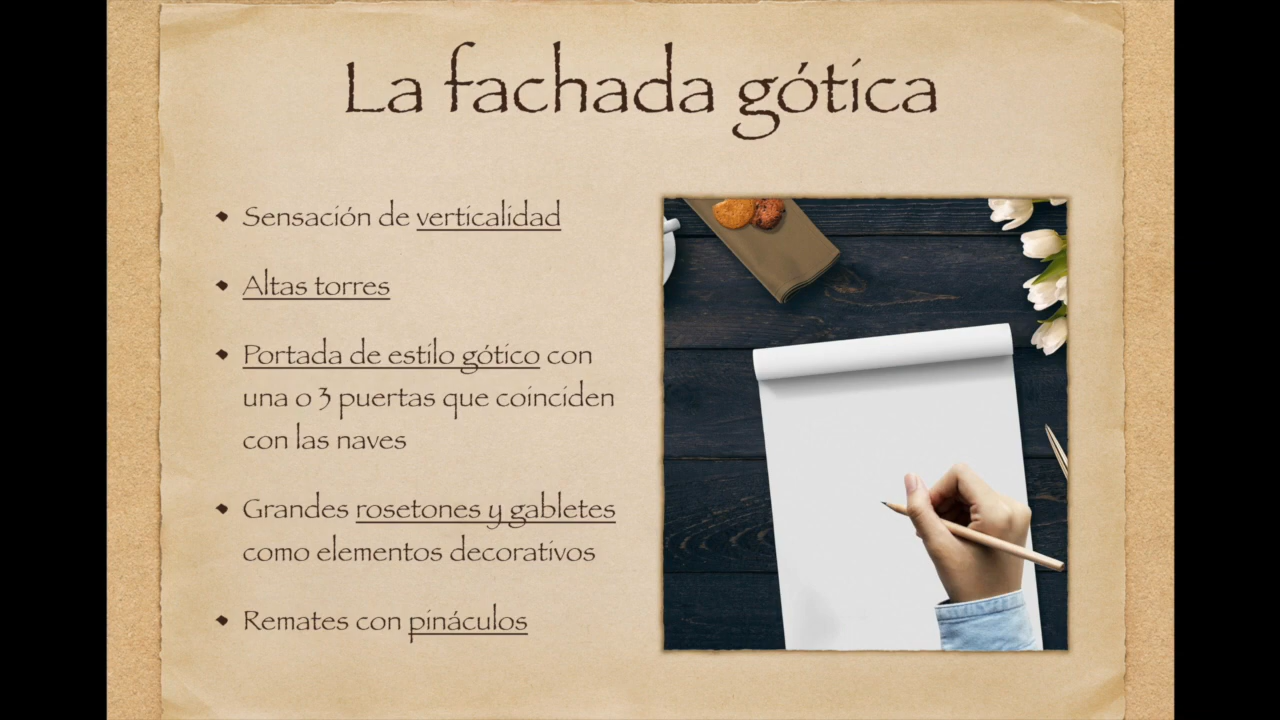 La fachada gótica
Sensación de verticalidad
Altas torres
Portada de estilo gótico con
una o 3 puertas que coinciden
con las naves
Grandes rosetones y gabletes
como elementos decorativos
Remates con pináculos